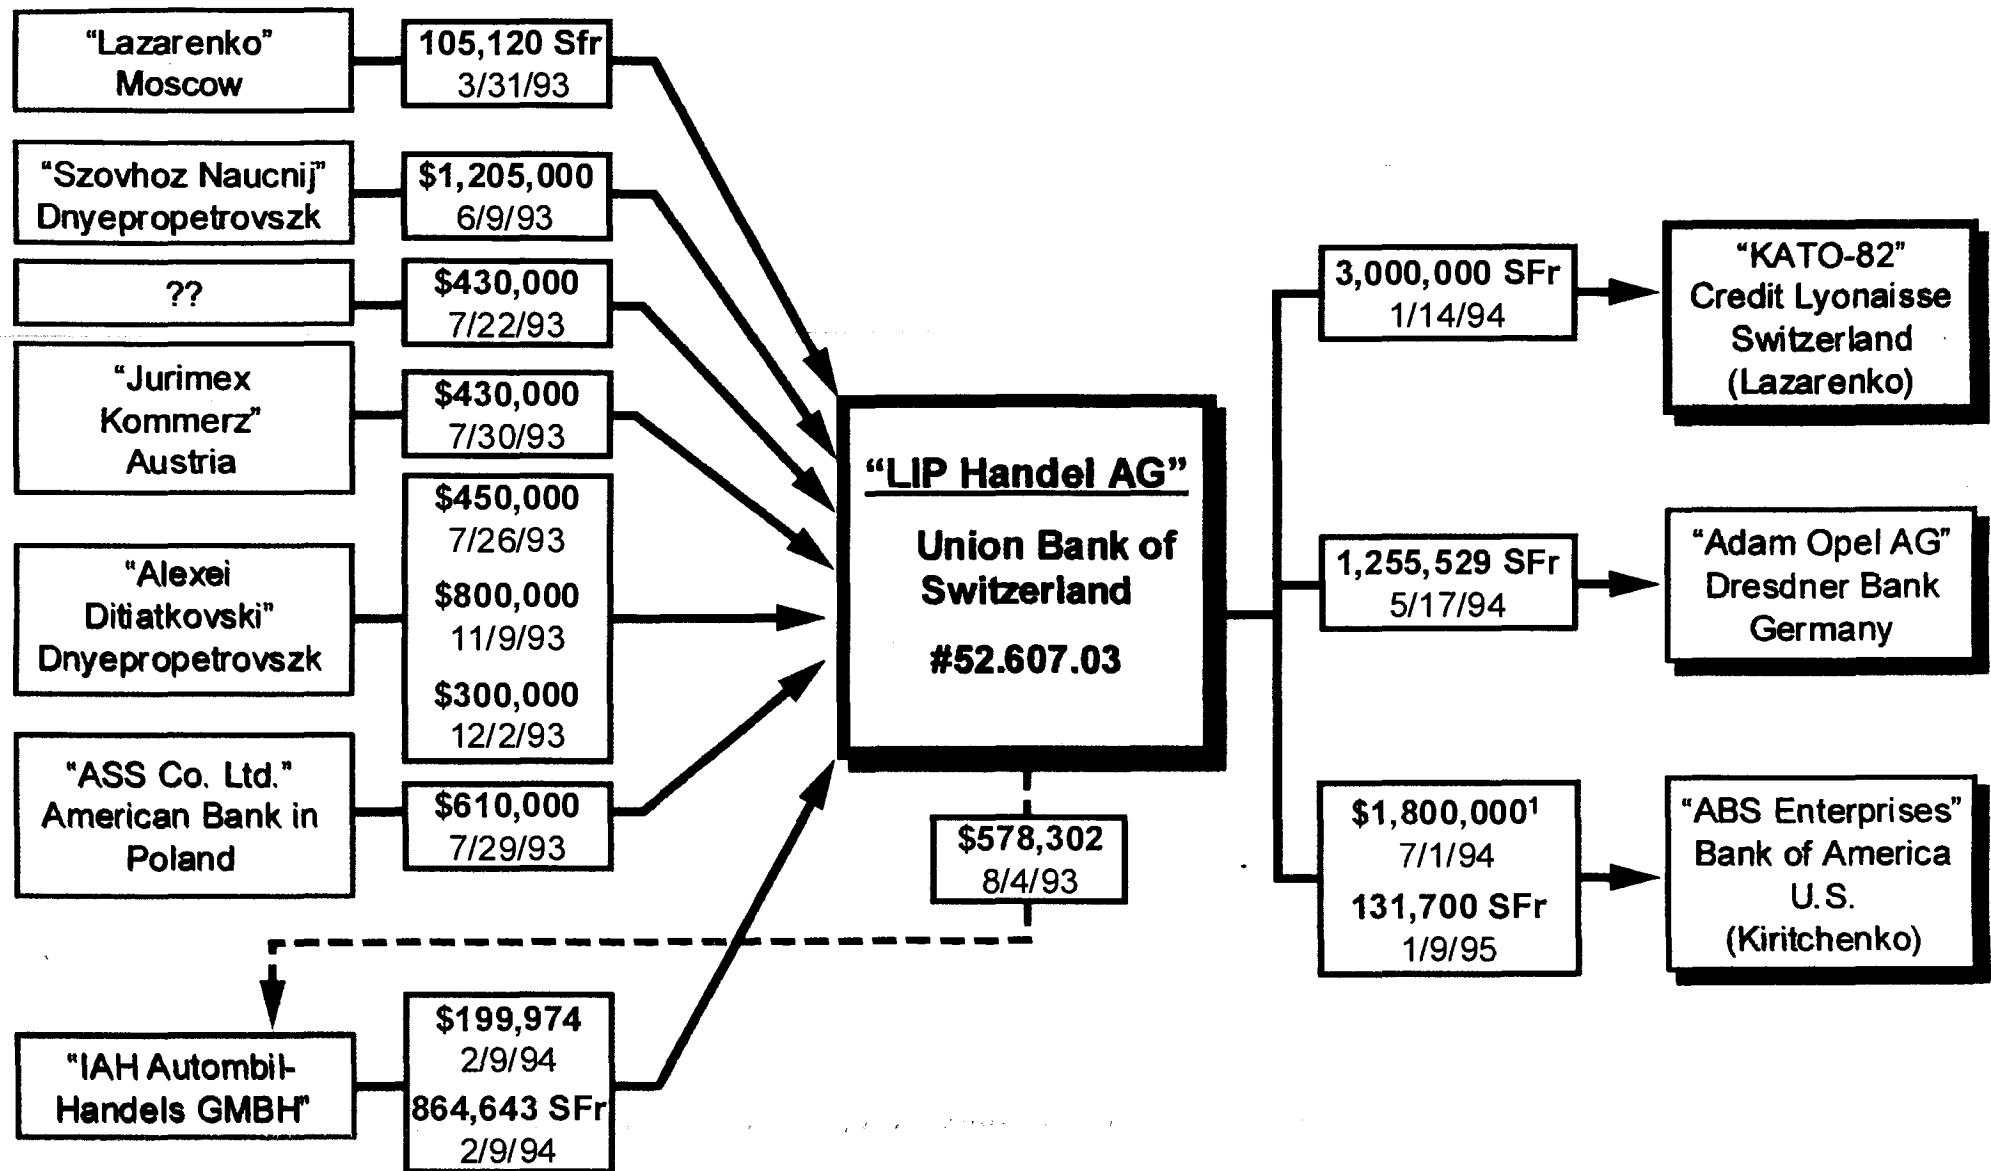 “Lazarenko”
Moscow
105,120 Sfr
3/31/93
“Szovhoz Naucnij”
Dnyepropetrovszk
$1,205,000
6/9/93
??
$430,000
7/22/93
“Jurimex
Kommerz”
Austria
$430,000
7/30/93
“Alexei
Ditiatkovski”
Dnyepropetrovszk
$450,000
7/26/93
$800,000
11/9/93
$300,000
12/2/93
“ASS Co. Ltd.”
American Bank in
Poland
$610,000
7/29/93
“IAH Autombil-
Handels GMBH”
$199,974
2/9/94
864,643 SFr
2/9/94
“LIP Handel AG”
Union Bank of
Switzerland
#52.607.03
$578,302
8/4/93
3,000,000 SFr
1/14/94
“KATO-82”
Credit Lyonaisse
Switzerland
(Lazarenko)
1,255,529 SFr
5/17/94
“Adam Opel AG”
Dresdner Bank
Germany
$1,800,000¹
7/1/94
131,700 SFr
1/9/95
“ABS Enterprises”
Bank of America
U.S.
(Kiritchenko)